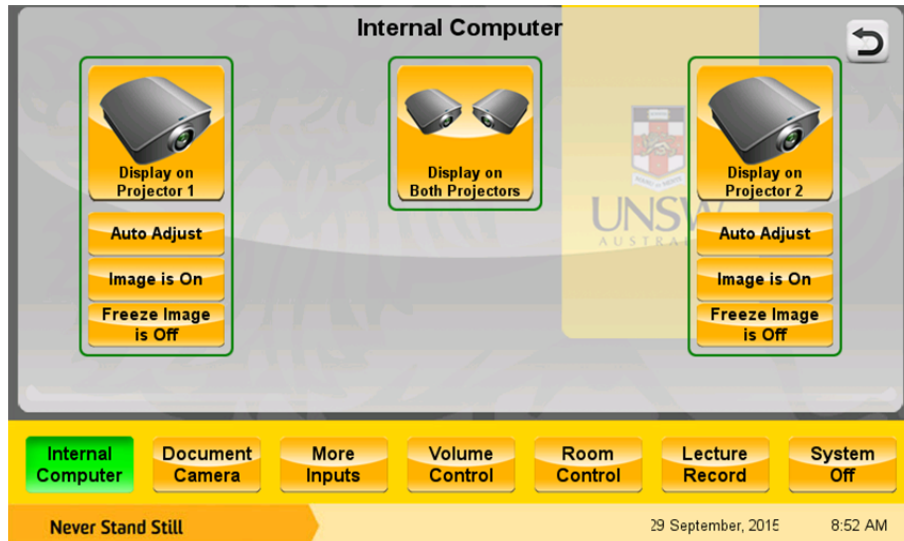 Internal Computer
Display on
Projector 1
Auto Adjust
Image is On
Freeze Image
is Off
Display on
Both Projectors
UNSW
AUSTRALIA
Display on
Projector 2
Auto Adjust
Image is On
Freeze Image
is Off
Internal
Computer
Document
Camera
More
Inputs
Volume
Control
Room
Control
Lecture
Record
System
Off
Never Stand Still
29 September, 2015
8:52 AM